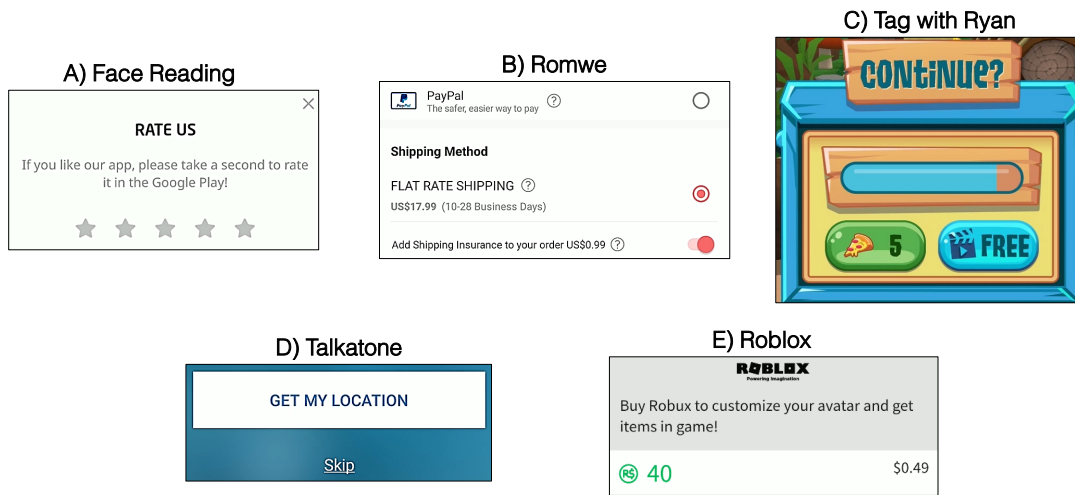 A) Face Reading
RATE US
If you like our app, please take a second to rate
it in the Google Play!
B) Romwe
PayPal
PayPal
The safer, easier way to pay ?
Shipping Method
FLAT RATE SHIPPING ?
US$17.99 (10-28 Business Days)
Add Shipping Insurance to your order US$0.99 ?
C) Tag with Ryan
CONTiNUE?
5
FREE
D) Talkatone
GET MY LOCATION
Skip
E) Roblox
ROBLOX
Powering Imagination
Buy Robux to customize your avatar and get
items in game!
R$ 40
$0.49